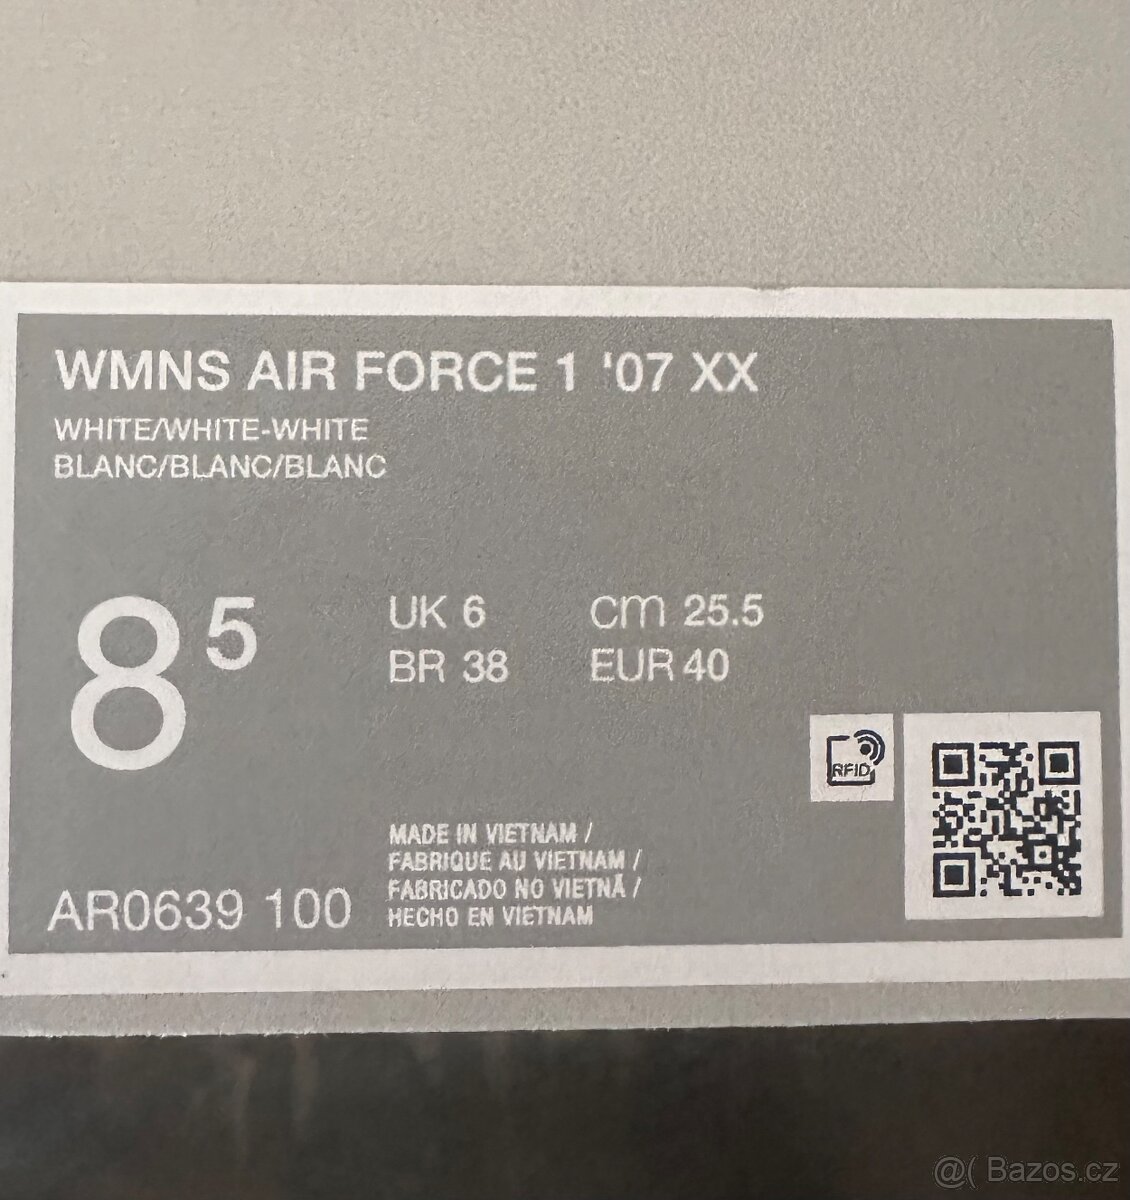 WMNS AIR FORCE 1 '07 XX
WHITE/WHITE-WHITE
BLANC/BLANC/BLANC
8 5
UK 6 cm 25.5
BR 38 EUR 40
RFID
MADE IN VIETNAM /
FABRIQUE AU VIETNAM /
FABRICADO NO VIETNÃ /
HECHO EN VIETNAM
AR0639 100
@( Bazos.cz